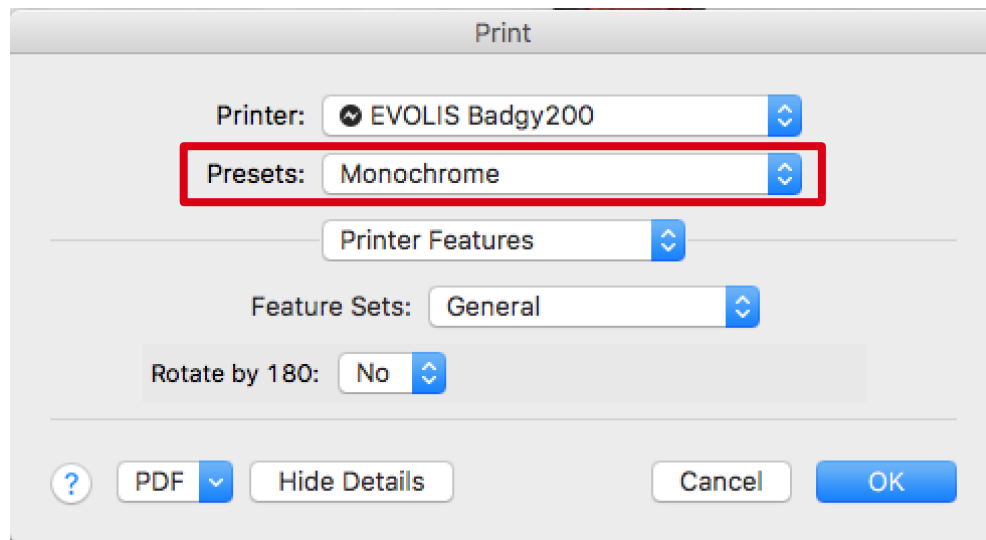 Print
Printer: EVOLIS Badgy200
Presets: Monochrome
Printer Features
Feature Sets: General
Rotate by 180: No
? PDF Hide Details Cancel OK